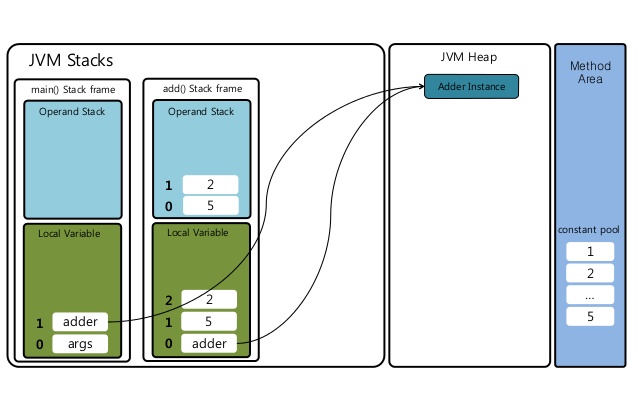 JVM Stacks
main() Stack frame
Operand Stack
Local Variable
1 adder
0 args
add() Stack frame
Operand Stack
1 2
0 5
Local Variable
2 2
1 5
0 adder
JVM Heap
Adder Instance
Method
Area
constant pool
1
2
...
5